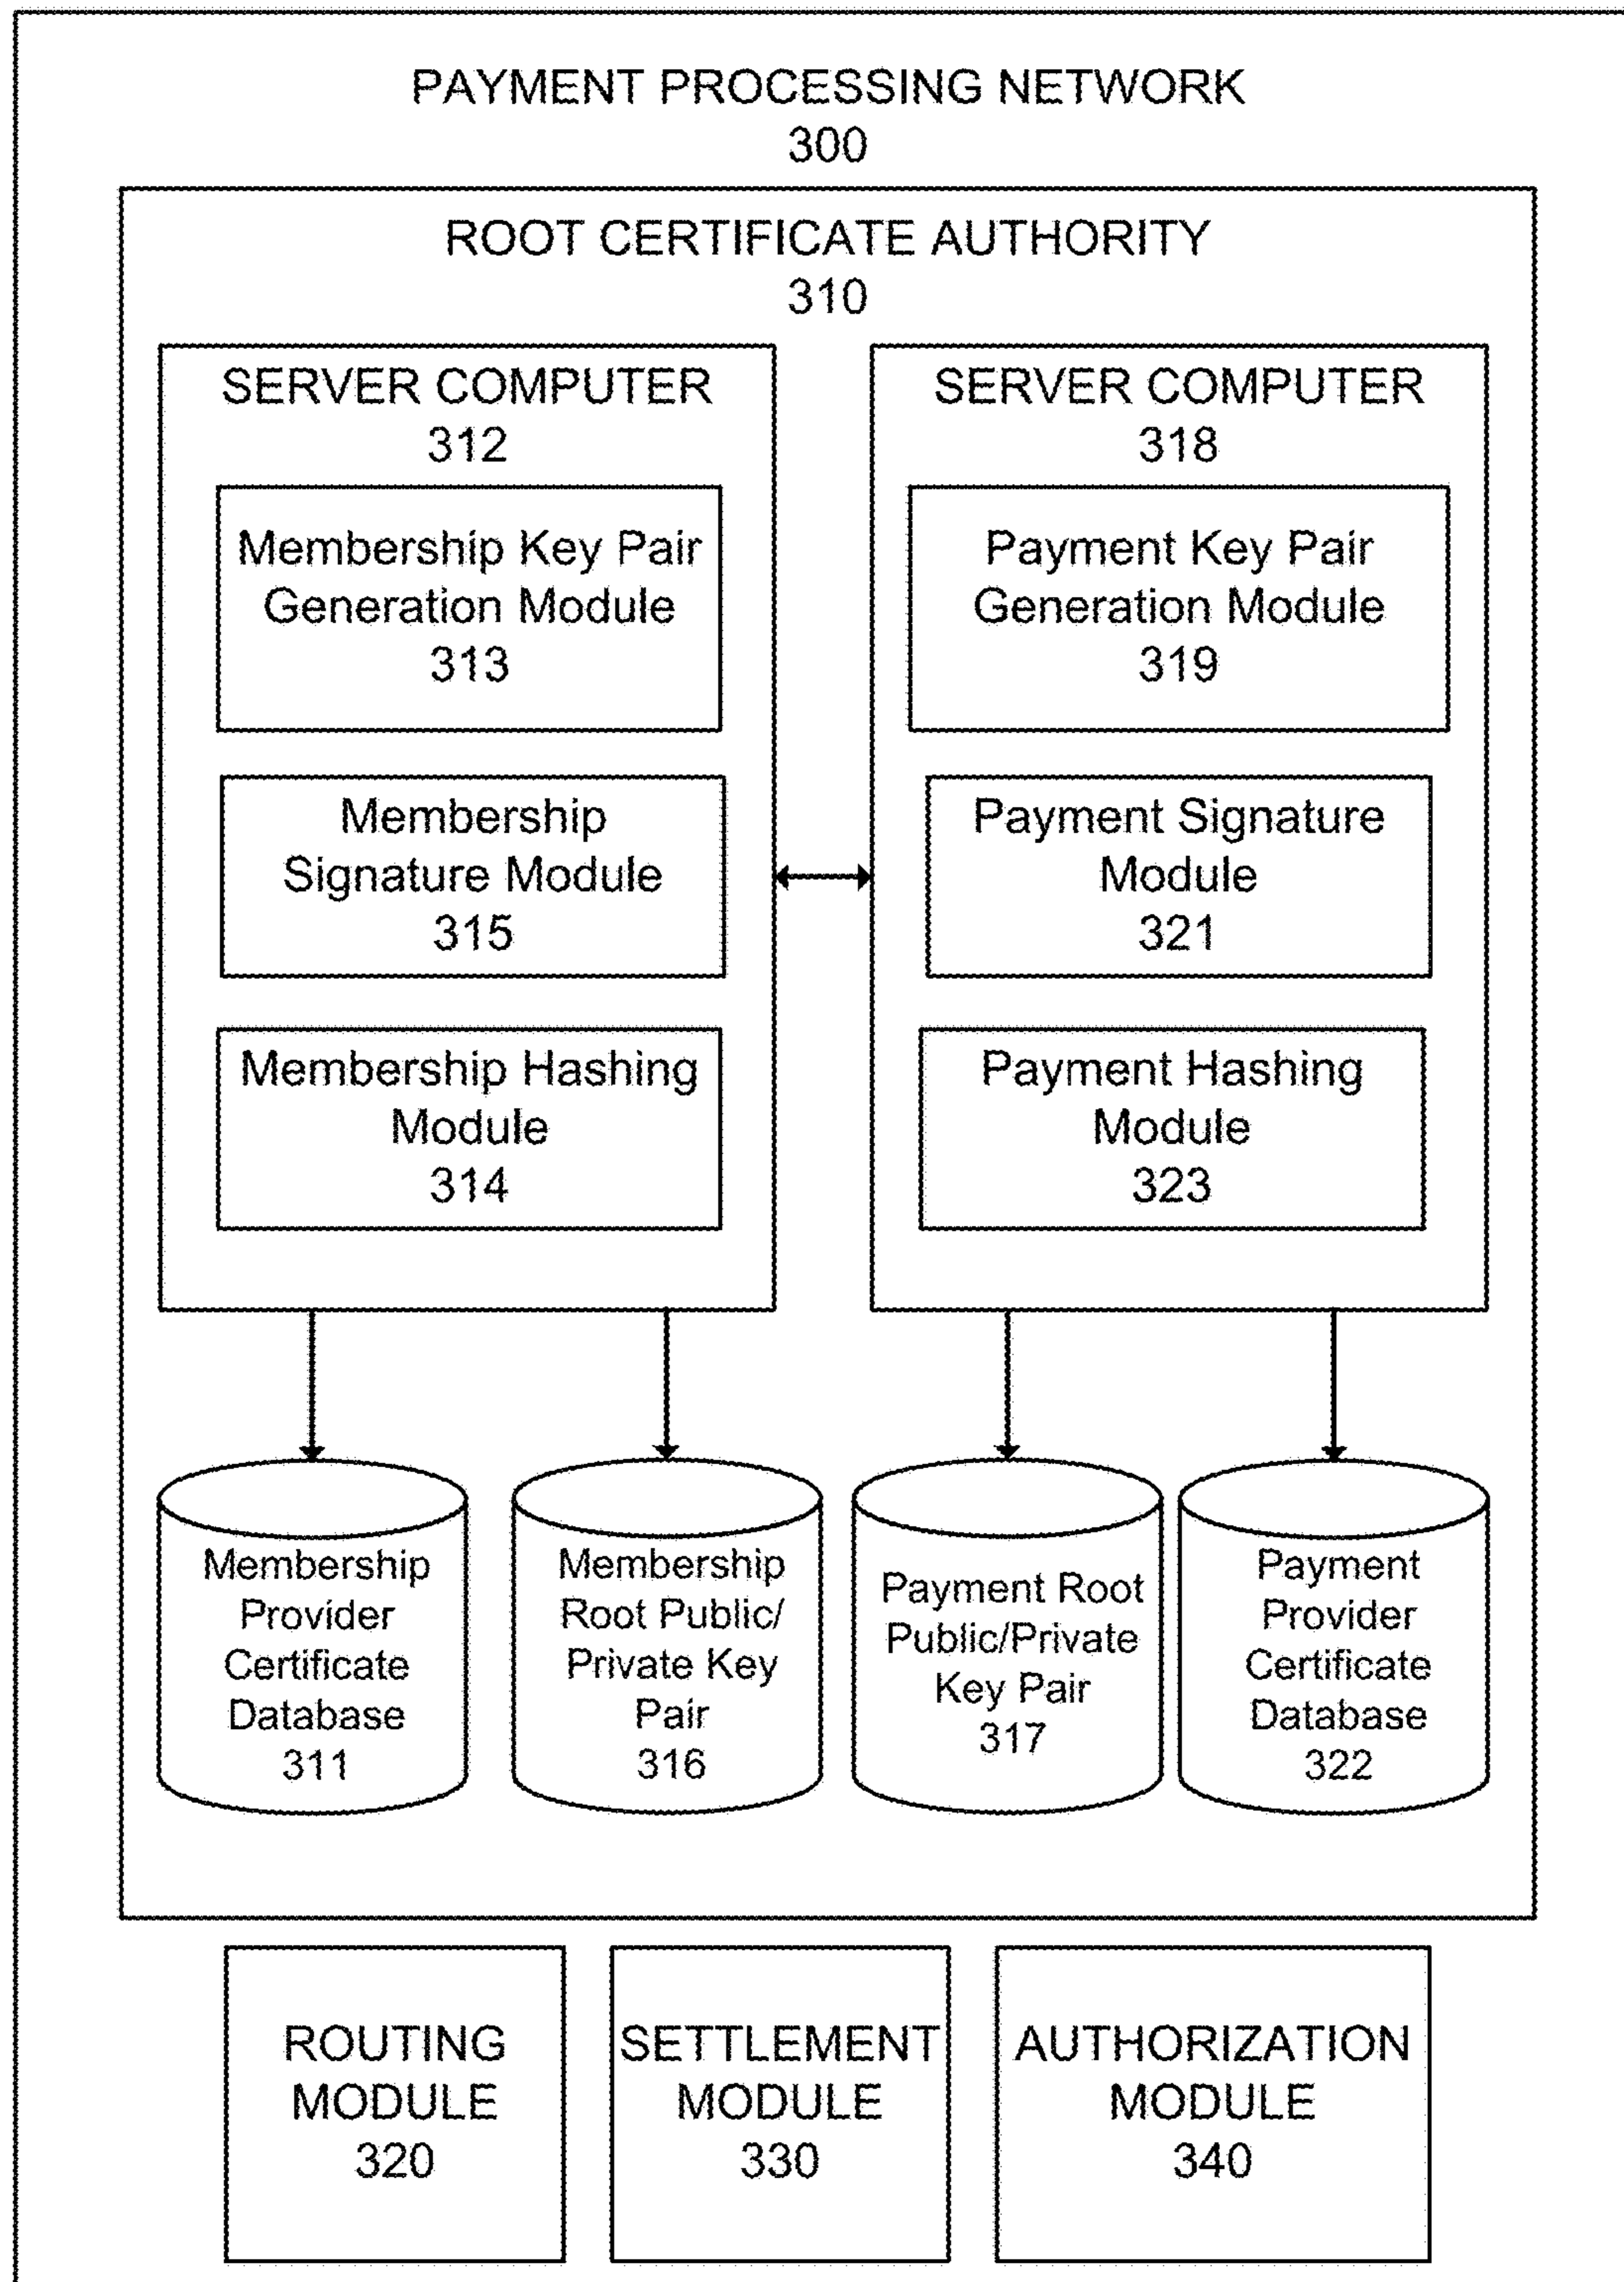 PAYMENT PROCESSING NETWORK
300
ROOT CERTIFICATE AUTHORITY
310
SERVER COMPUTER
312
Membership Key Pair
Generation Module
313
Membership
Signature Module
315
Membership Hashing
Module
314
SERVER COMPUTER
318
Payment Key Pair
Generation Module
319
Payment Signature
Module
321
Payment Hashing
Module
323
Membership
Provider
Certificate
Database
311
Membership
Root Public/
Private Key
Pair
316
Payment Root
Public/Private
Key Pair
317
Payment
Provider
Certificate
Database
322
ROUTING
MODULE
320
SETTLEMENT
MODULE
330
AUTHORIZATION
MODULE
340